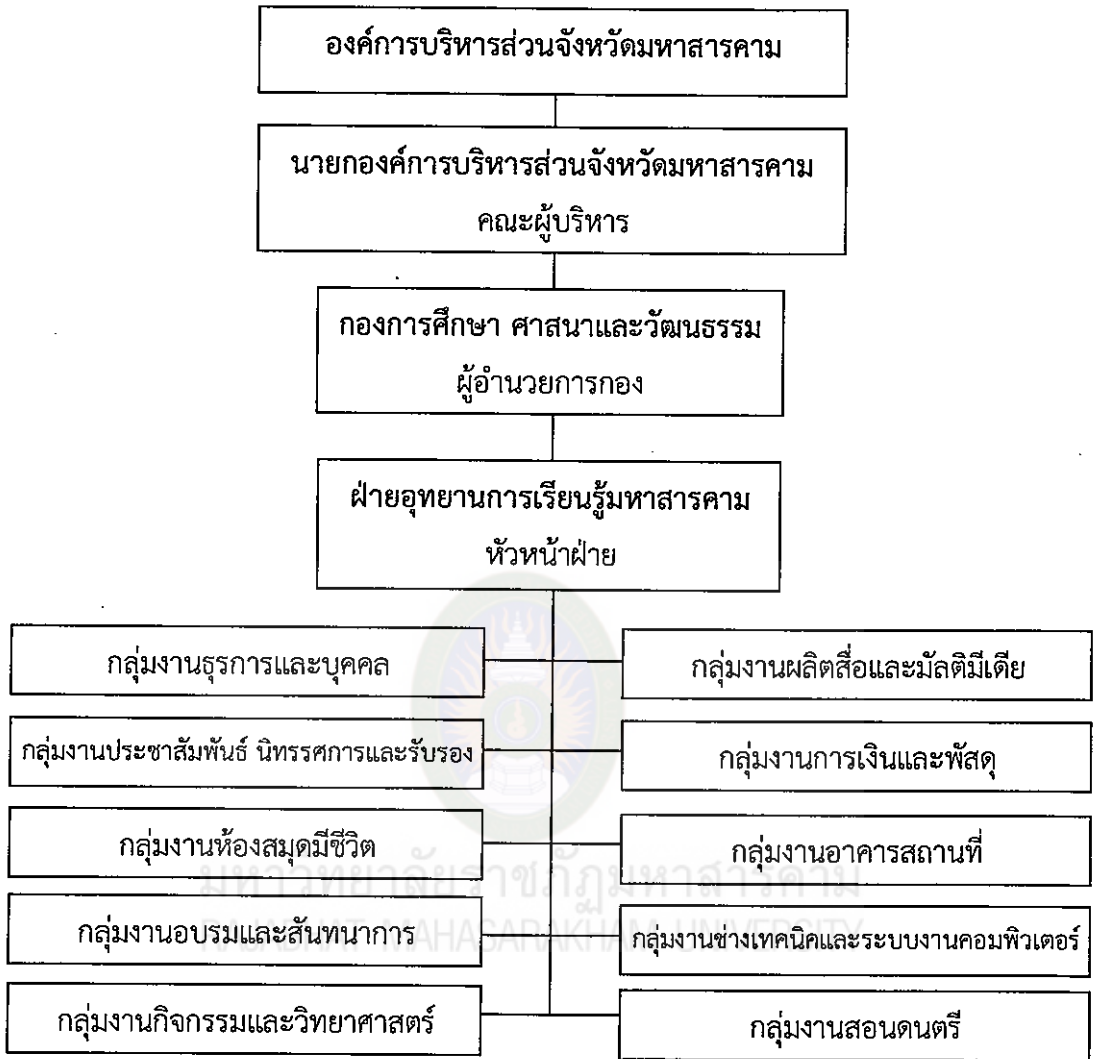 องค์การบริหารส่วนจังหวัดมหาสารคาม
นายกองค์การบริหารส่วนจังหวัดมหาสารคาม
คณะผู้บริหาร
กองการศึกษา ศาสนาและวัฒนธรรม
ผู้อำนวยการกอง
ฝ่ายอุทยานการเรียนรู้มหาสารคาม
หัวหน้าฝ่าย
กลุ่มงานธุรการและบุคคล
กลุ่มงานผลิตสื่อและมัลติมีเดีย
กลุ่มงานประชาสัมพันธ์ นิทรรศการและรับรอง
กลุ่มงานการเงินและพัสดุ
กลุ่มงานห้องสมุดมีชีวิต
กลุ่มงานอาคารสถานที่
มหาวิทยาลัยราชภัฏมหาสารคาม
กลุ่มงานอบรมและสันทนาการ
กลุ่มงานช่างเทคนิคและระบบงานคอมพิวเตอร์
RAJABHAT MAHASARAKHAM UNIVERSITY
กลุ่มงานกิจกรรมและวิทยาศาสตร์
กลุ่มงานสอนดนตรี